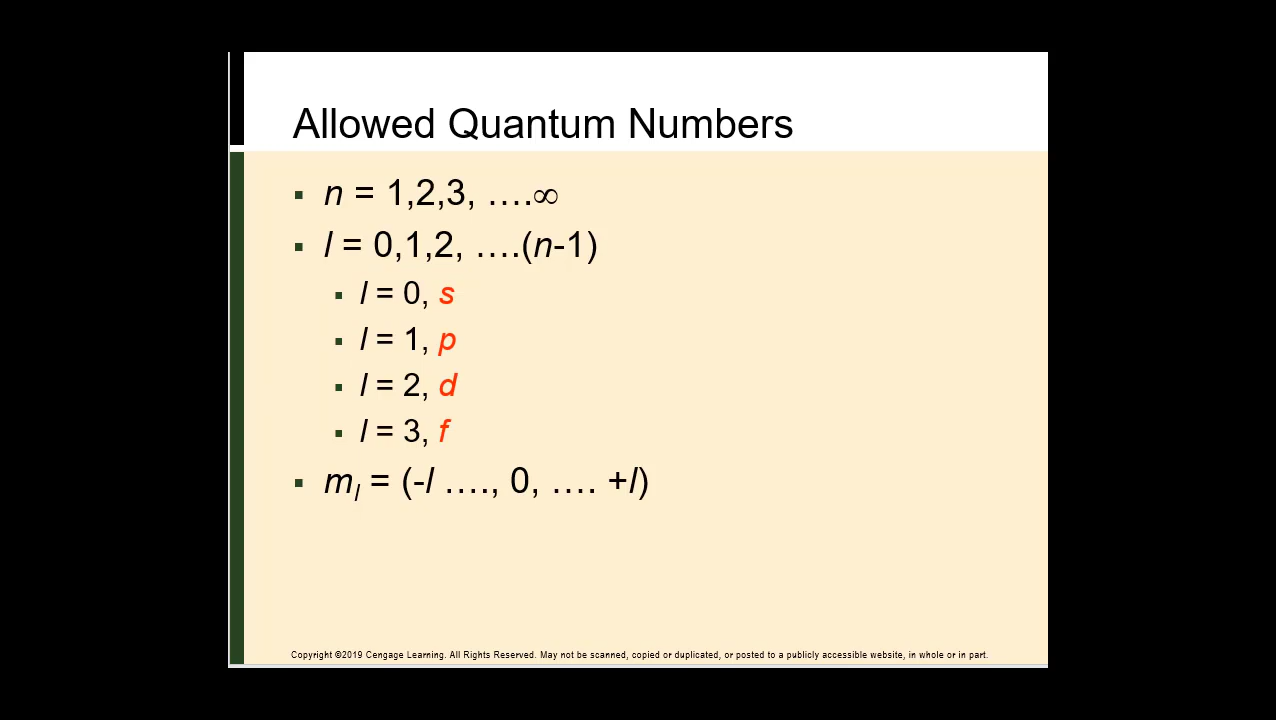 Allowed Quantum Numbers
▪ n = 1,2,3, ….∞
▪ l = 0,1,2, ….(n-1)
▪ l = 0, s
▪ l = 1, p
▪ l = 2, d
▪ l = 3, f
▪ mₗ = (-l …., 0, …. +l)
Copyright ©2019 Cengage Learning. All Rights Reserved. May not be scanned, copied or duplicated, or posted to a publicly accessible website, in whole or in part.